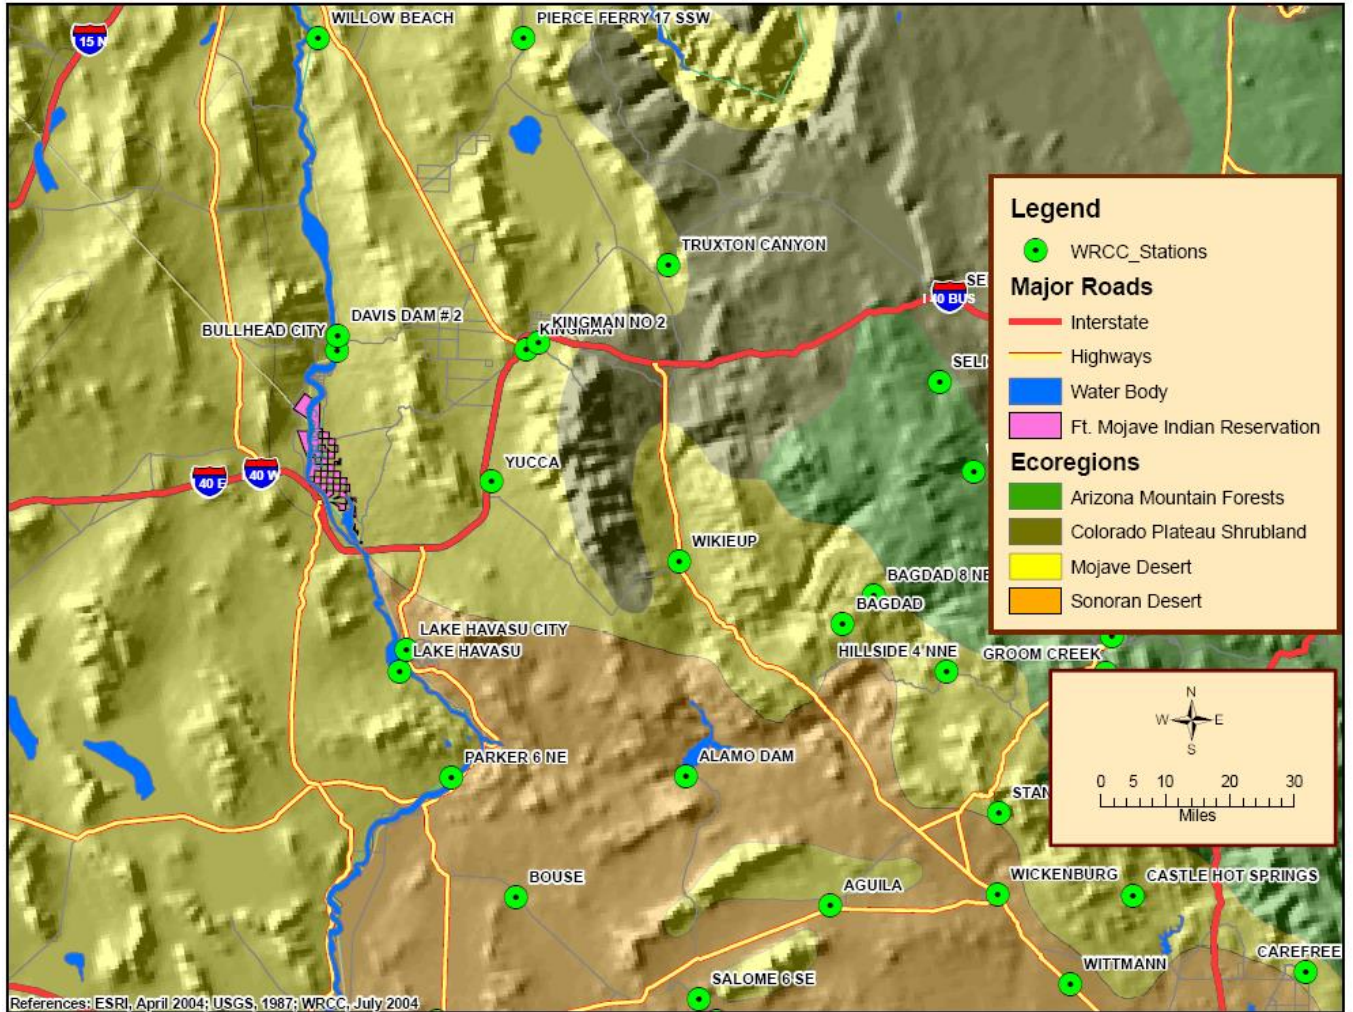 WILLOW BEACH
PIERCE FERRY 17 SSW
15 N
TRUXTON CANYON
DAVIS DAM # 2
BULLHEAD CITY
KINGMAN NO 2
KINGMAN
I 40 BUS
SE
SELI
40 E
40 W
YUCCA
WIKIEUP
BAGDAD 8 NE
BAGDAD
HILLSIDE 4 NNE
GROOM CREEK
LAKE HAVASU CITY
LAKE HAVASU
PARKER 6 NE
ALAMO DAM
STAN
BOUSE
AGUILA
WICKENBURG
CASTLE HOT SPRINGS
SALOME 6 SE
WITTMANN
CAREFREE
Legend
WRCC_Stations
Major Roads
Interstate
Highways
Water Body
Ft. Mojave Indian Reservation
Ecoregions
Arizona Mountain Forests
Colorado Plateau Shrubland
Mojave Desert
Sonoran Desert
N
W E
S
0 5 10 20 30
Miles
References: ESRI, April 2004; USGS, 1987; WRCC, July 2004